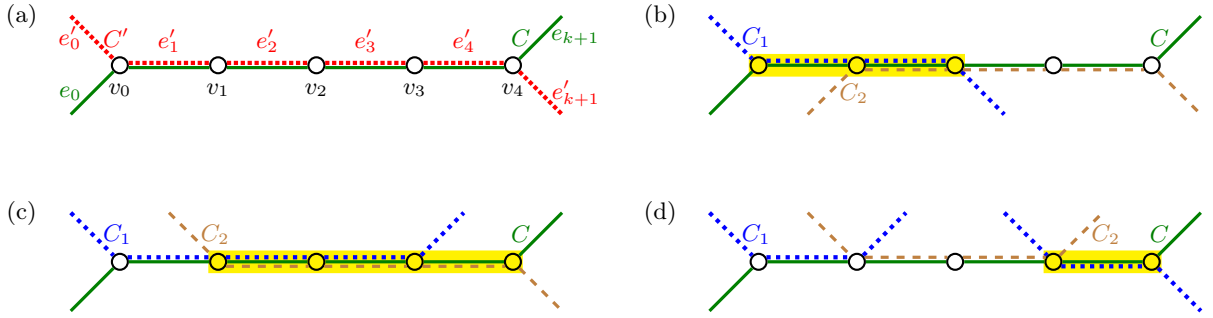 (a)
e′₀ C′ e′₁ e′₂ e′₃ e′₄ C eₖ₊₁
e₀ v₀ v₁ v₂ v₃ v₄ e′ₖ₊₁
(b)
C₁ C
C₂
(c)
C₁ C₂ C
(d)
C₁ C₂ C